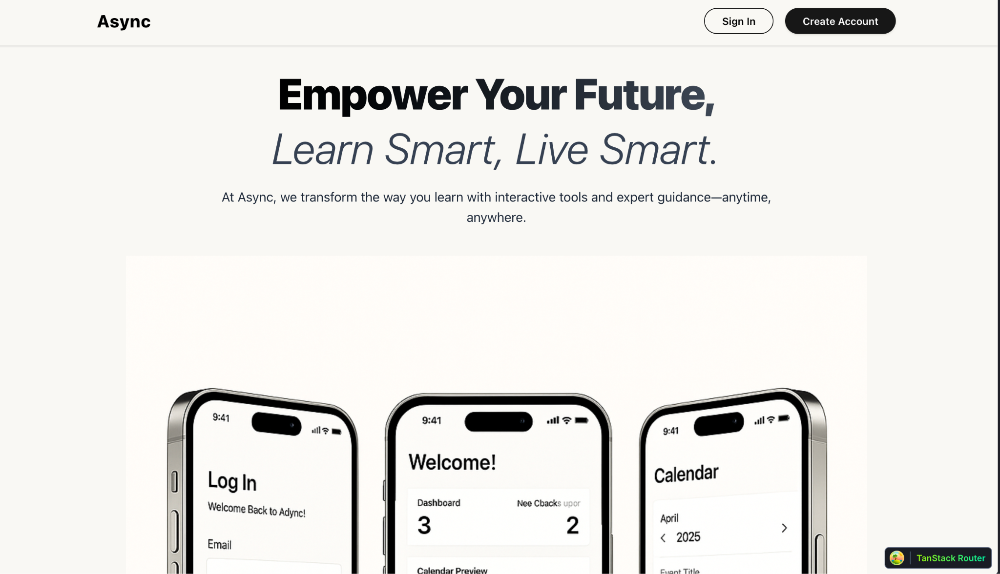 Async
Sign In
Create Account
Empower Your Future,
Learn Smart, Live Smart.
At Async, we transform the way you learn with interactive tools and expert guidance—anytime,
anywhere.
9:41
Log In
Welcome Back to Adync!
Email
9:41
Welcome!
Dashboard
Nee Cbacks upor
3
2
Calendar Preview
9:41
Calendar
April
2025
Event Title
TanStack Router